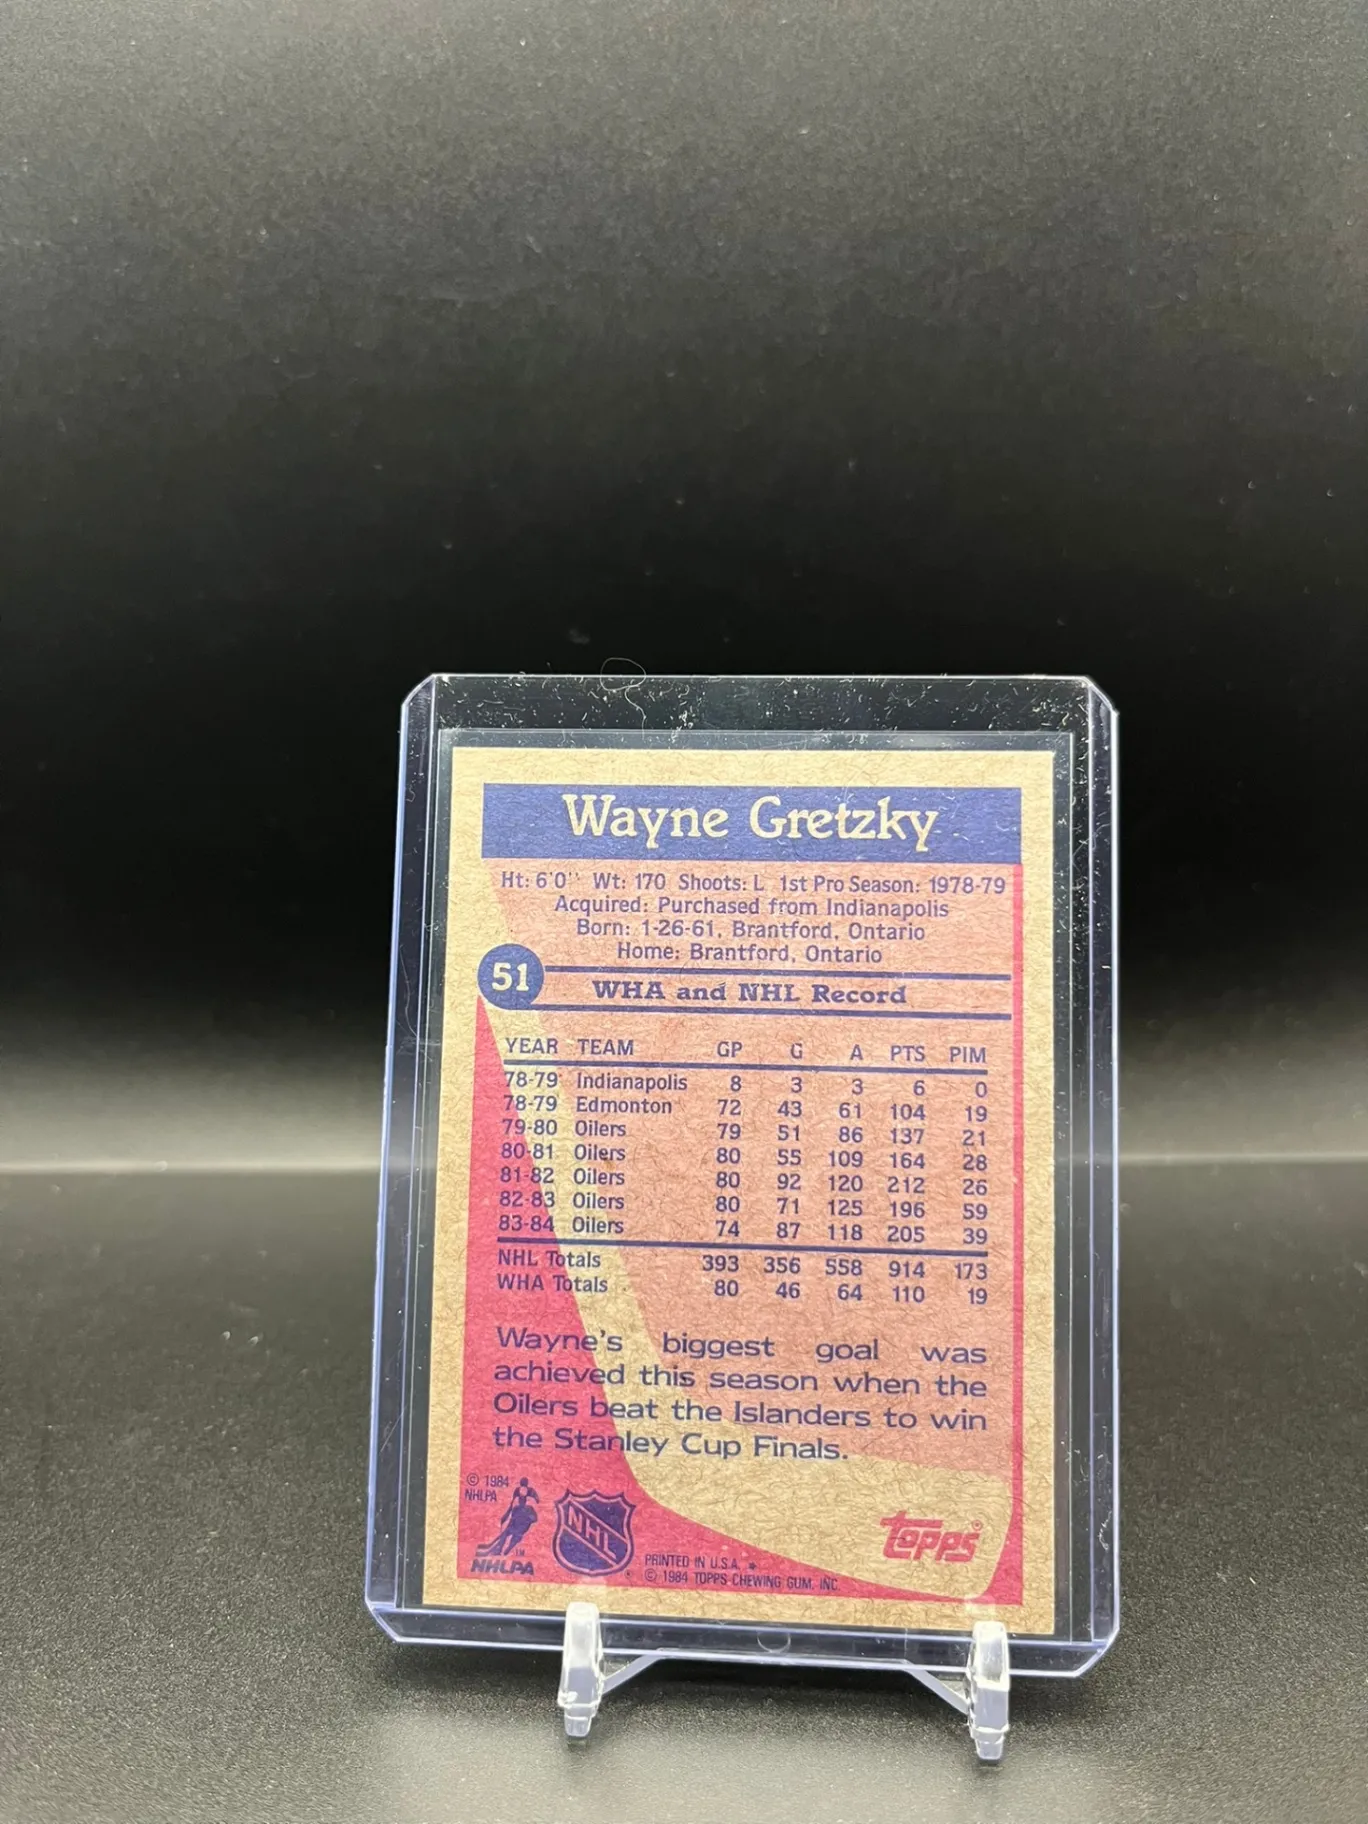 Wayne Gretzky
Ht: 6'0" Wt: 170 Shoots: L 1st Pro Season: 1978-79
Acquired: Purchased from Indianapolis
Born: 1-26-61, Brantford, Ontario
Home: Brantford, Ontario
51
WHA and NHL Record
YEAR TEAM GP G A PTS PIM
78-79 Indianapolis 8 3 3 6 0
78-79 Edmonton 72 43 61 104 19
79-80 Oilers 79 51 86 137 21
80-81 Oilers 80 55 109 164 28
81-82 Oilers 80 92 120 212 26
82-83 Oilers 80 71 125 196 59
83-84 Oilers 74 87 118 205 39
NHL Totals 393 356 558 914 173
WHA Totals 80 46 64 110 19
Wayne's biggest goal was
achieved this season when the
Oilers beat the Islanders to win
the Stanley Cup Finals.
© 1984
NHLPA
TM
NHLPA
NHL
®
PRINTED IN U.S.A. *
© 1984 TOPPS CHEWING GUM, INC.
topps®